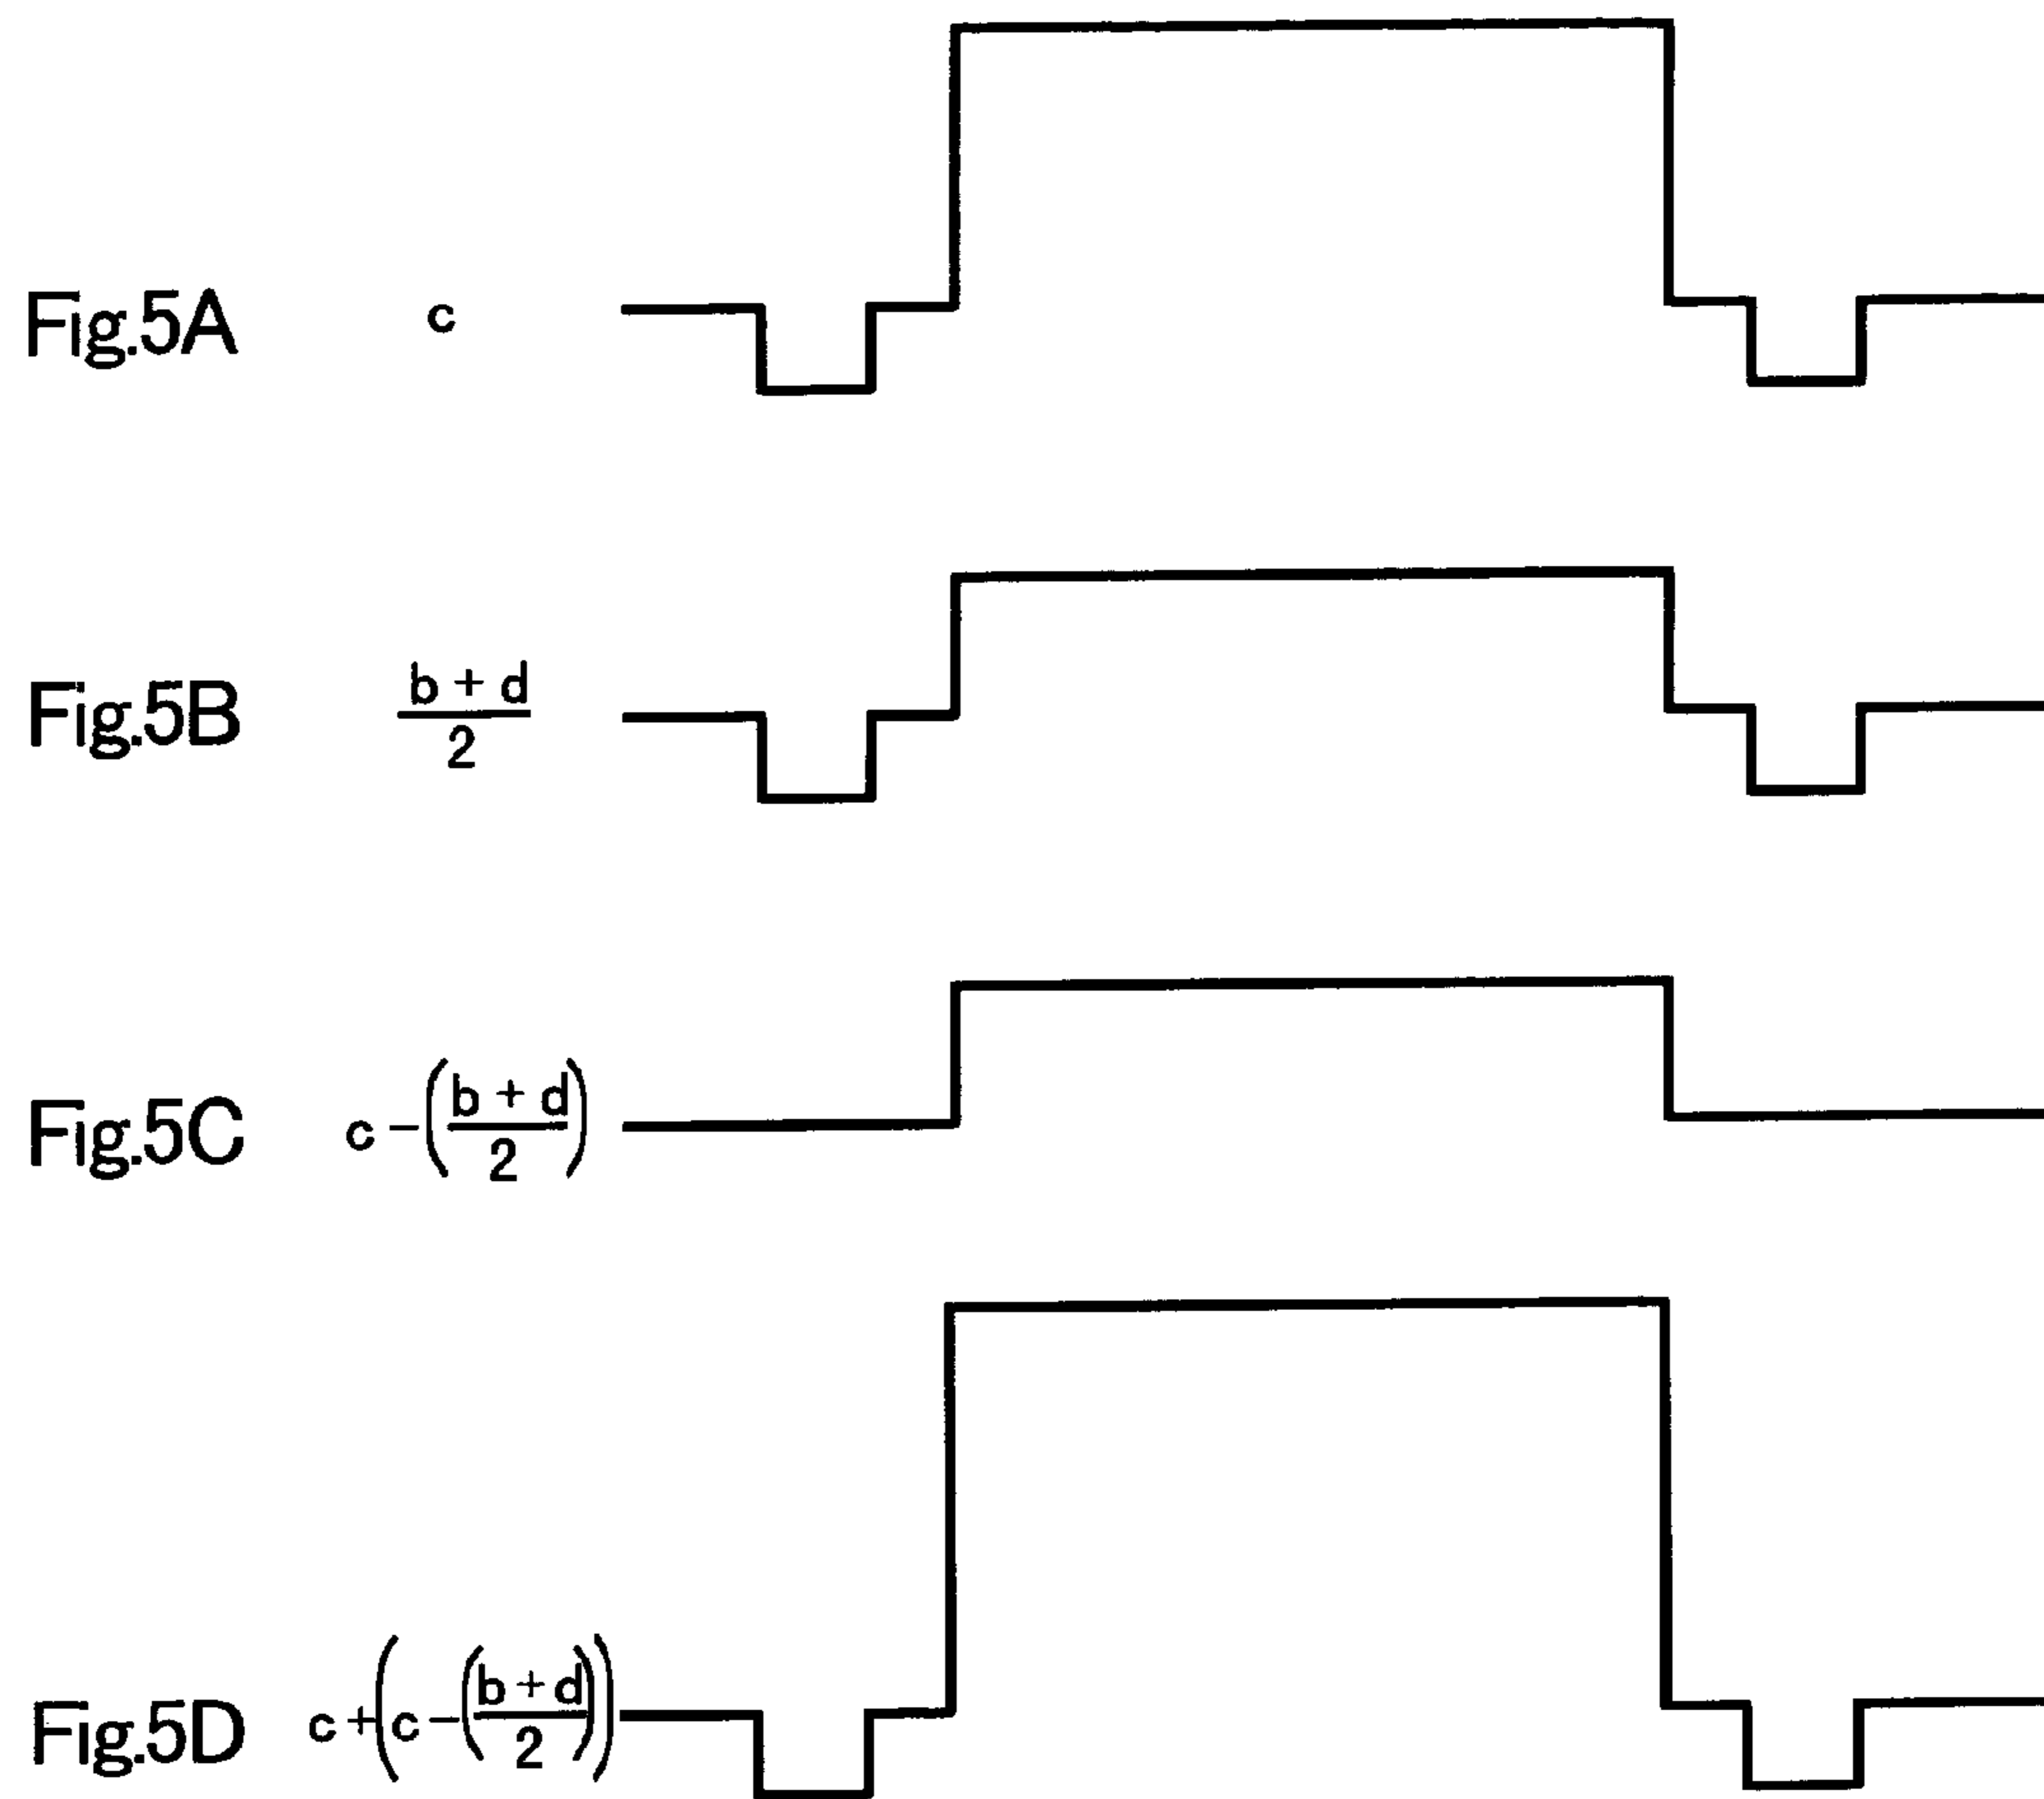 Fig.5A c
Fig.5B b + d
2
Fig.5C c - ( b + d )
2
Fig.5D c + ( c - ( b + d ) )
2